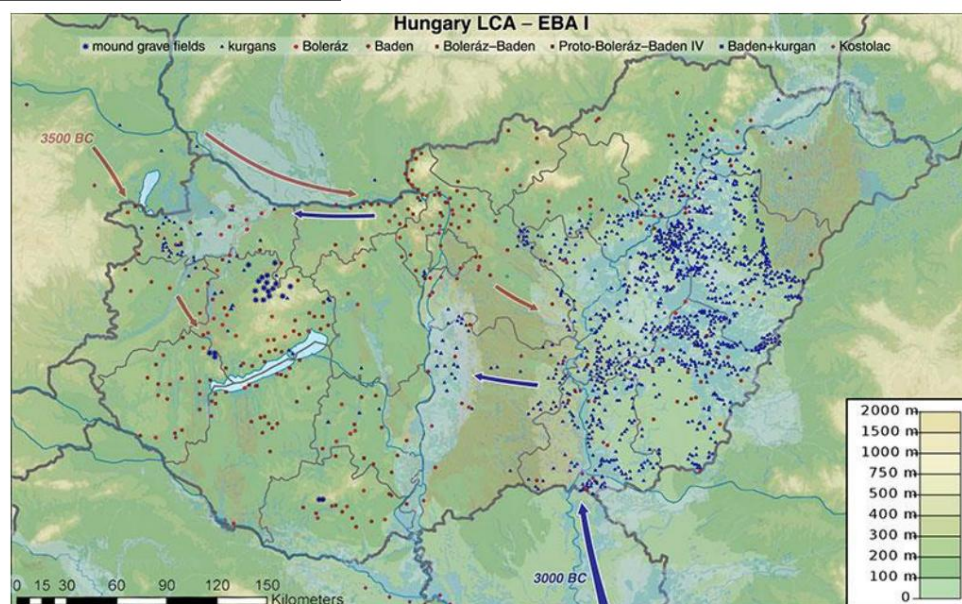 Hungary LCA – EBA I
mound grave fields kurgans Boleráz Baden Boleráz–Baden Proto-Boleráz–Baden IV Baden+kurgan Kostolac
3500 BC
3000 BC
2000 m
1500 m
1000 m
750 m
500 m
400 m
300 m
200 m
100 m
0
0 15 30 60 90 120 150
Kilometers